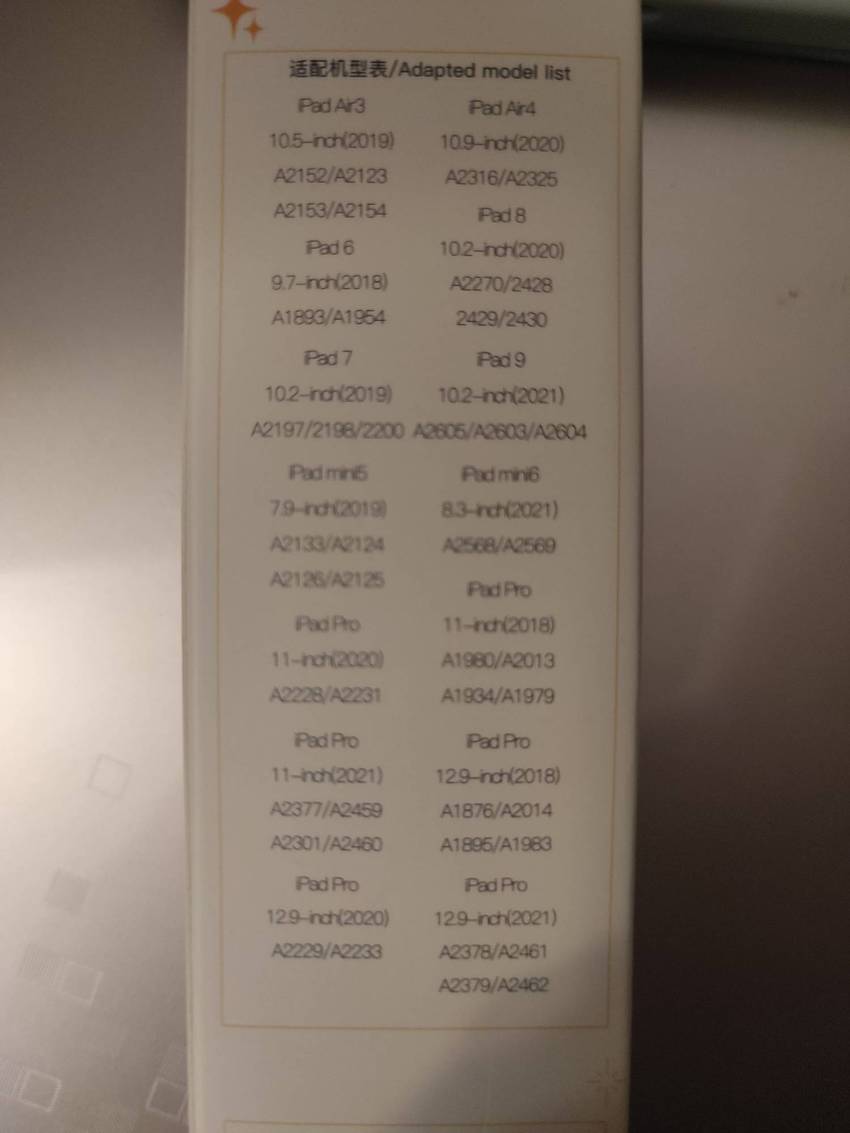 适配机型表/Adapted model list
iPad Air3
10.5-inch(2019)
A2152/A2123
A2153/A2154
iPad 6
9.7-inch(2018)
A1893/A1954
iPad 7
10.2-inch(2019)
A2197/2198/2200
iPad mini5
7.9-inch(2019)
A2133/A2124
A2126/A2125
iPad Pro
11-inch(2020)
A2228/A2231
iPad Pro
11-inch(2021)
A2377/A2459
A2301/A2460
iPad Pro
12.9-inch(2020)
A2229/A2233
iPad Air4
10.9-inch(2020)
A2316/A2325
iPad 8
10.2-inch(2020)
A2270/2428
2429/2430
iPad 9
10.2-inch(2021)
A2605/A2603/A2604
iPad mini6
8.3-inch(2021)
A2568/A2569
iPad Pro
11-inch(2018)
A1980/A2013
A1934/A1979
iPad Pro
12.9-inch(2018)
A1876/A2014
A1895/A1983
iPad Pro
12.9-inch(2021)
A2378/A2461
A2379/A2462